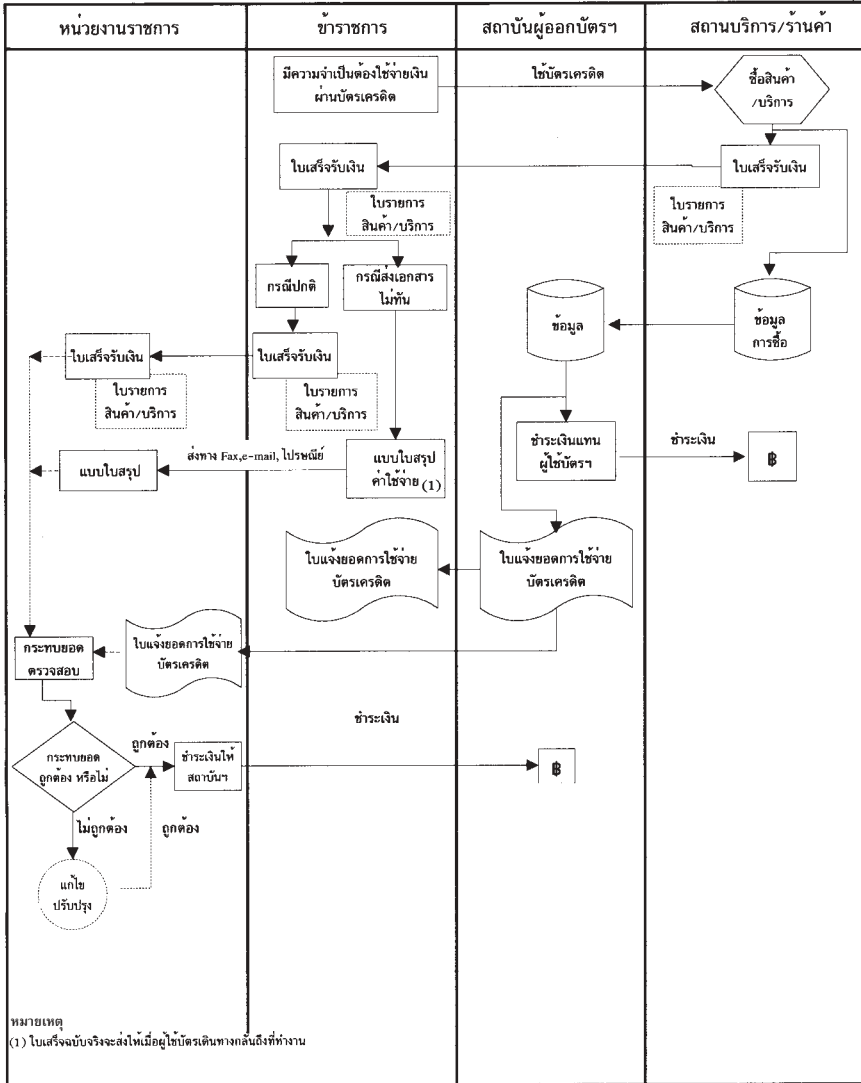 หน่วยงานราชการ
ข้าราชการ
สถาบันผู้ออกบัตรฯ
สถานบริการ/ร้านค้า
มีความจำเป็นต้องใช้จ่ายเงิน
ผ่านบัตรเครดิต
ใช้บัตรเครดิต
ซื้อสินค้า
/บริการ
ใบเสร็จรับเงิน
ใบเสร็จรับเงิน
ใบรายการ
สินค้า/บริการ
ใบรายการ
สินค้า/บริการ
กรณีปกติ
กรณีส่งเอกสาร
ไม่ทัน
ข้อมูล
ข้อมูล
การซื้อ
ใบเสร็จรับเงิน
ใบเสร็จรับเงิน
ใบรายการ
สินค้า/บริการ
ใบรายการ
สินค้า/บริการ
แบบใบสรุป
ส่งทาง Fax,e-mail, ไปรษณีย์
แบบใบสรุป
ค่าใช้จ่าย (1)
ชำระเงินแทน
ผู้ใช้บัตรฯ
ชำระเงิน
฿
ใบแจ้งยอดการใช้จ่าย
บัตรเครดิต
ใบแจ้งยอดการใช้จ่าย
บัตรเครดิต
กระทบยอด
ตรวจสอบ
ใบแจ้งยอดการใช้จ่าย
บัตรเครดิต
กระทบยอด
ถูกต้อง หรือไม่
ถูกต้อง
ชำระเงินให้
สถาบันฯ
ชำระเงิน
฿
ไม่ถูกต้อง
ถูกต้อง
แก้ไข
ปรับปรุง
หมายเหตุ
(1) ใบเสร็จฉบับจริงจะส่งให้เมื่อผู้ใช้บัตรเดินทางกลับถึงที่ทำงาน